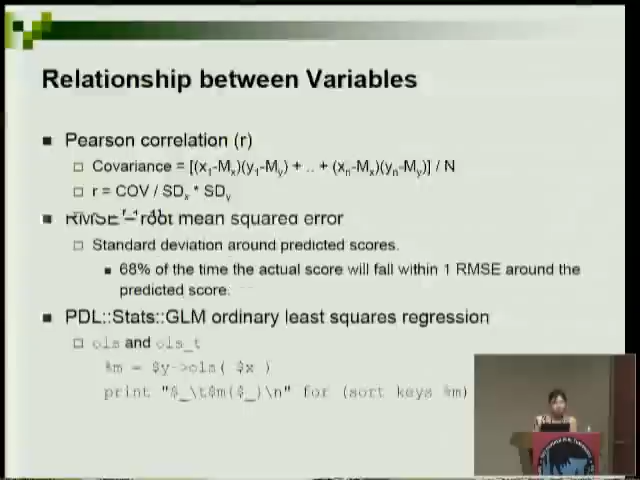 Relationship between Variables
Pearson correlation (r)
Covariance = [(x1-Mx)(y1-My) + .. + (xn-Mx)(yn-My)] / N
r = COV / SDx * SDy
RMSE – root mean squared error
Standard deviation around predicted scores.
68% of the time the actual score will fall within 1 RMSE around the
predicted score.
PDL::Stats::GLM ordinary least squares regression
ols and ols_t
%m = $y->ols( $x )
print "$_\t$m($_)\n" for (sort keys %m)